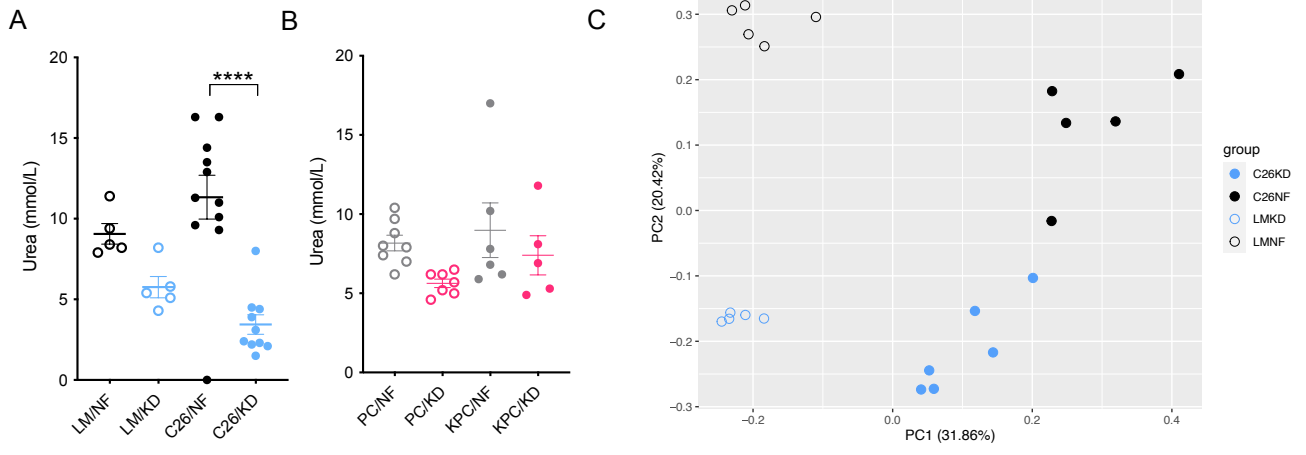 A
Urea (mmol/L)
20
15
10
5
0
****
LM/NF
LM/KD
C26/NF
C26/KD
B
Urea (mmol/L)
20
15
10
5
0
PC/NF
PC/KD
KPC/NF
KPC/KD
C
PC2 (20.42%)
0.3
0.2
0.1
0.0
−0.1
−0.2
−0.3
−0.2
0.0
0.2
0.4
PC1 (31.86%)
group
C26KD
C26NF
LMKD
LMNF